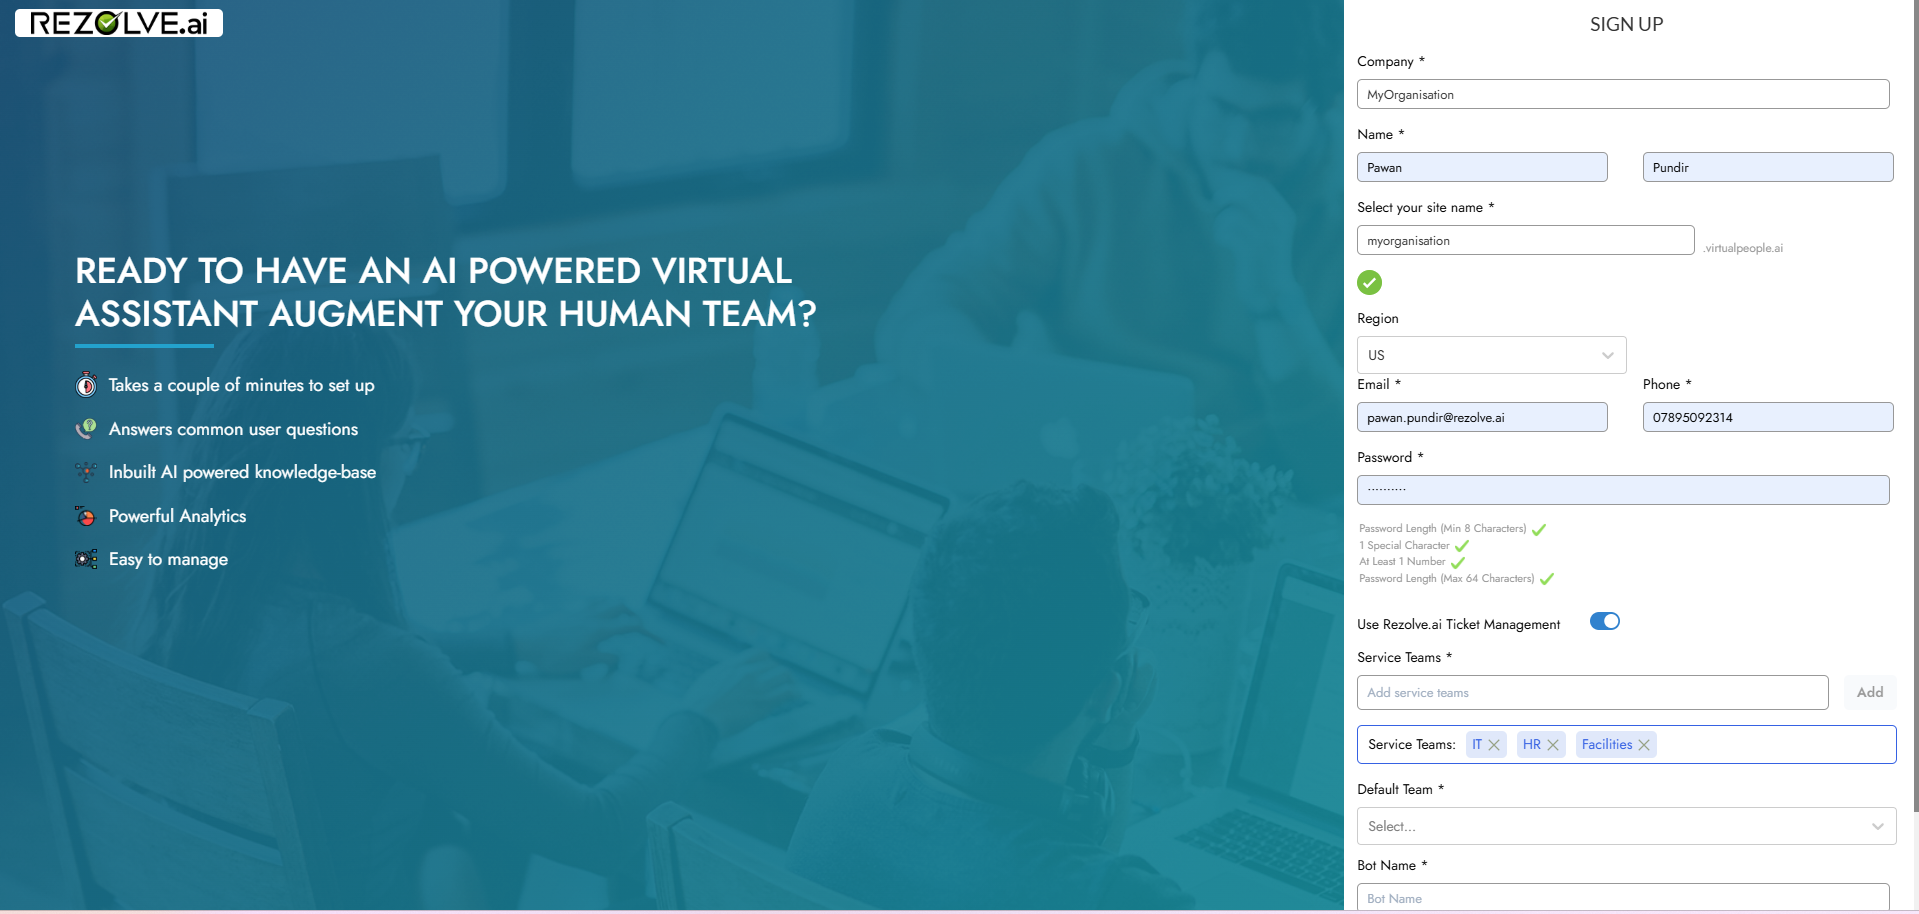 REZOLVE.ai
READY TO HAVE AN AI POWERED VIRTUAL
ASSISTANT AUGMENT YOUR HUMAN TEAM?
Takes a couple of minutes to set up
Answers common user questions
Inbuilt AI powered knowledge-base
Powerful Analytics
Easy to manage
SIGN UP
Company *
MyOrganisation
Name *
Pawan Pundir
Select your site name *
myorganisation .virtualpeople.ai
Region
US
Email * Phone *
pawan.pundir@rezolve.ai 07895092314
Password *
··········
Password Length (Min 8 Characters)
1 Special Character
At Least 1 Number
Password Length (Max 64 Characters)
Use Rezolve.ai Ticket Management
Service Teams *
Add service teams Add
Service Teams: IT HR Facilities
Default Team *
Select...
Bot Name *
Bot Name